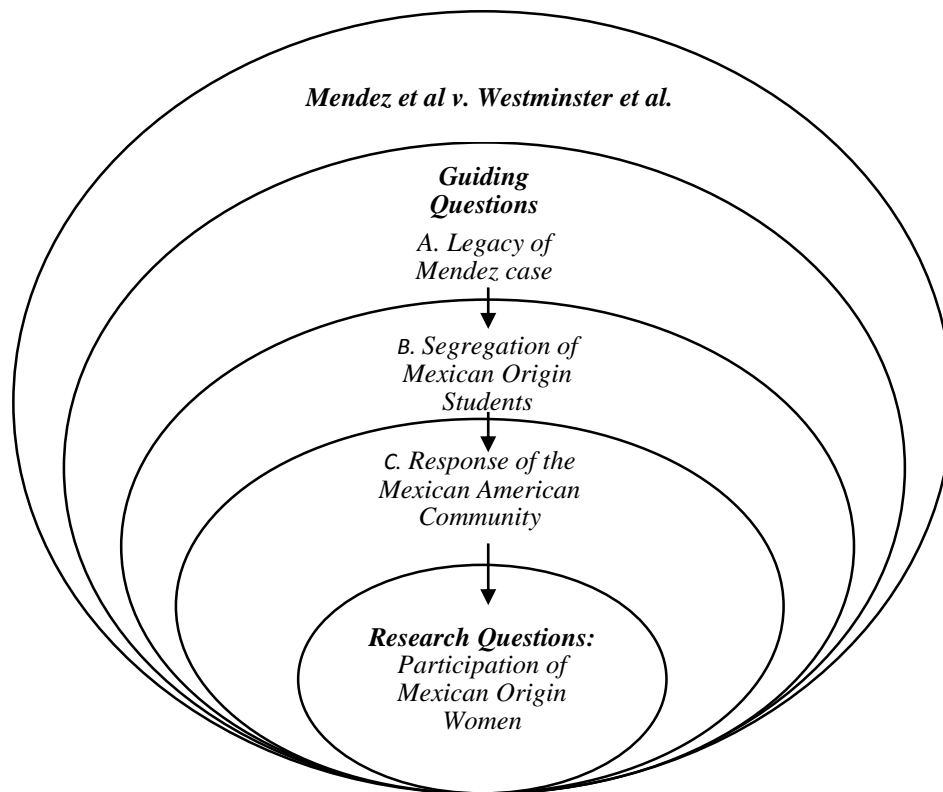 Mendez et al v. Westminster et al.
Guiding
Questions
A. Legacy of
Mendez case
B. Segregation of
Mexican Origin
Students
C. Response of the
Mexican American
Community
Research Questions:
Participation of
Mexican Origin
Women